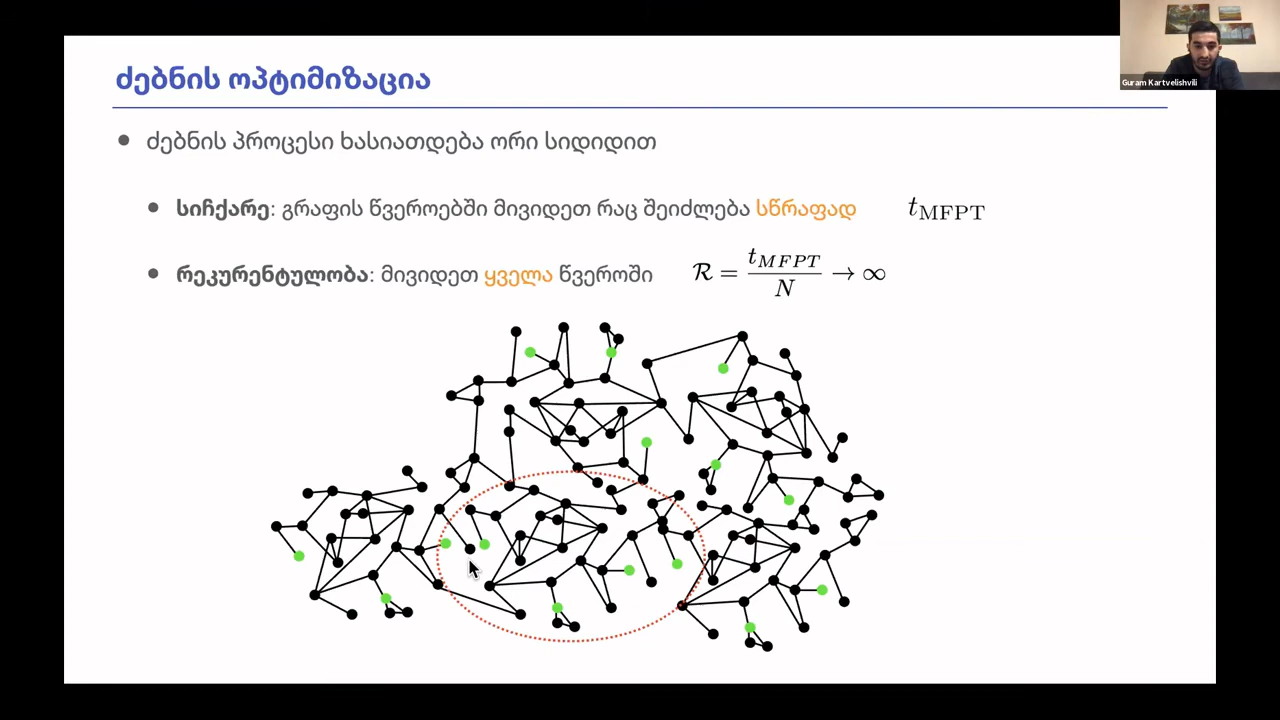 ძებნის ოპტიმიზაცია
Guram Kartvelishvili
● ძებნის პროცესი ხასიათდება ორი სიდიდით
● სიჩქარე: გრაფის წვეროებში მივიდეთ რაც შეიძლება სწრაფად t_MFPT
● რეკურენტულობა: მივიდეთ ყველა წვეროში R = t_MFPT / N → ∞